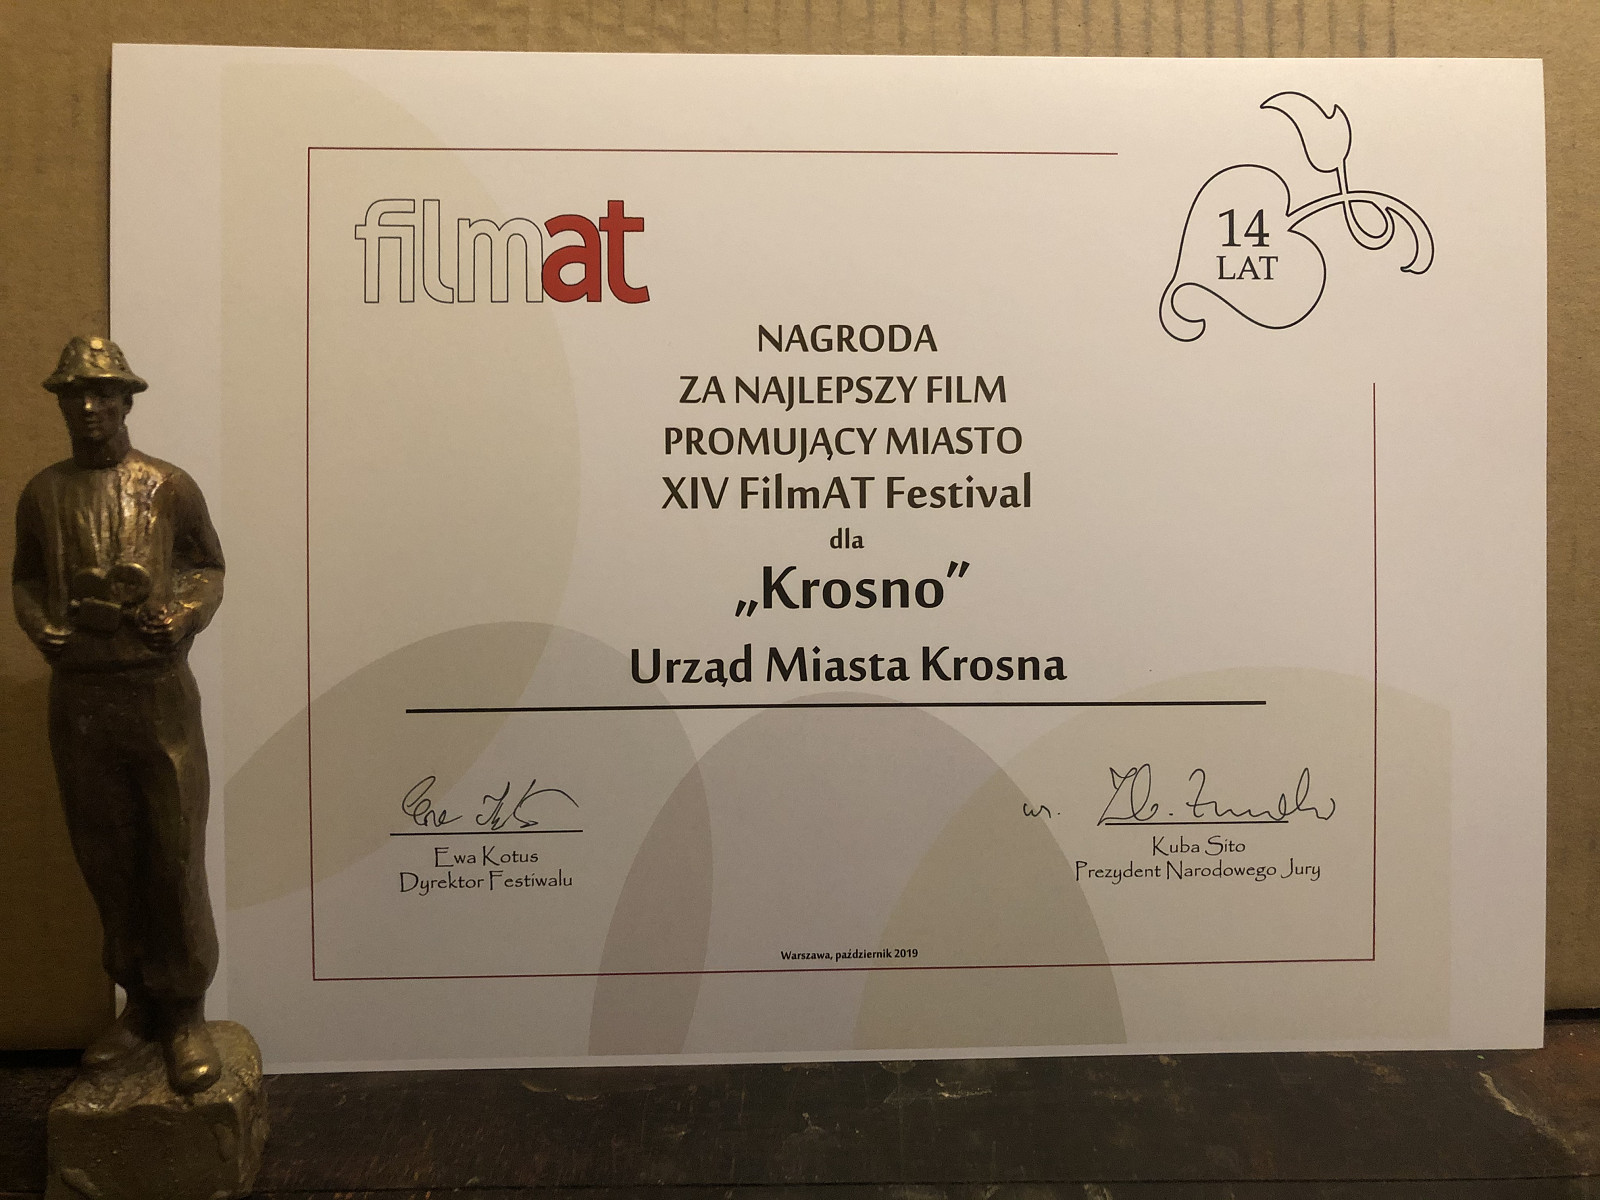 filmat
14
LAT
NAGRODA
ZA NAJLEPSZY FILM
PROMUJĄCY MIASTO
XIV FilmAT Festival
dla
„Krosno”
Urząd Miasta Krosna
Ewa Kotus
Dyrektor Festiwalu
Kuba Sito
Prezydent Narodowego Jury
Warszawa, październik 2019